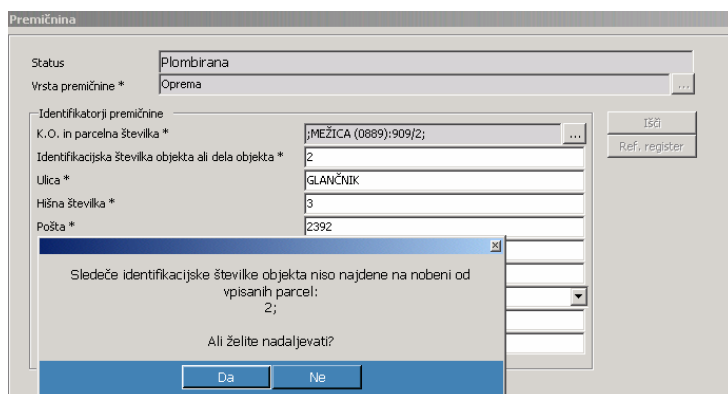 Premičnina
Status Plombirana
Vrsta premičnine * Oprema ...
Identifikatorji premičnine
K.O. in parcelna številka * ;MEŽICA (0889):909/2; ...
Išči
Identifikacijska številka objekta ali dela objekta * 2
Ref. register
Ulica * GLANČNIK
Hišna številka * 3
Pošta * 2392
Sledeče identifikacijske številke objekta niso najdene na nobeni od
vpisanih parcel:
2;
Ali želite nadaljevati?
Da Ne